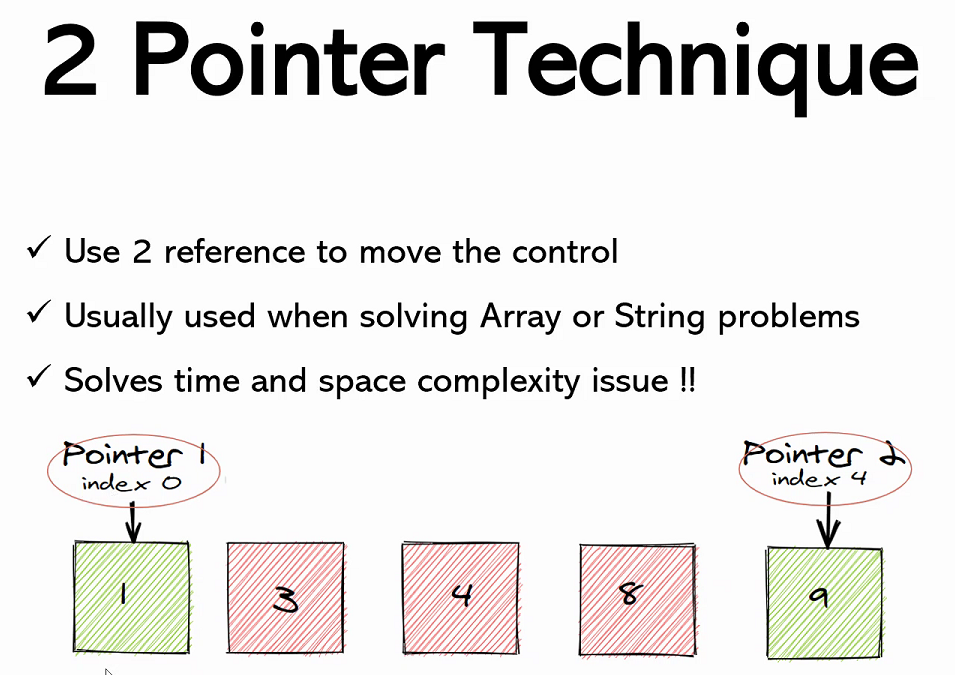 2 Pointer Technique
✓ Use 2 reference to move the control
✓ Usually used when solving Array or String problems
✓ Solves time and space complexity issue !!
Pointer 1
index 0
Pointer 2
index 4
1 3 4 8 9